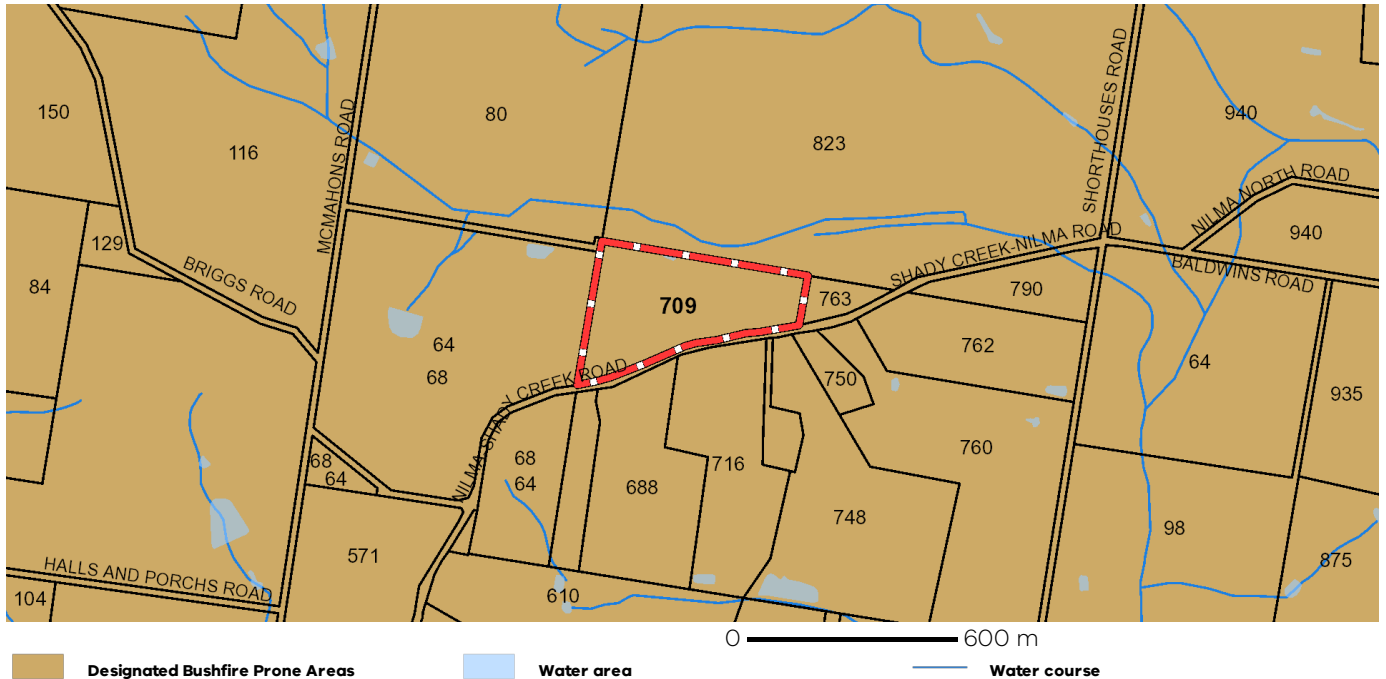 150
116
MCMAHONS ROAD
80
823
SHORTHOUSES ROAD
940
NILMA NORTH ROAD
129
84
BRIGGS ROAD
940
BALDWINS ROAD
SHADY CREEK-NILMA ROAD
709
763
790
64
68
NILMA-SHADY CREEK ROAD
750
762
64
935
68
64
68
64
688
716
760
748
98
571
875
HALLS AND PORCHS ROAD
104
610
0 600 m
Designated Bushfire Prone Areas
Water area
Water course